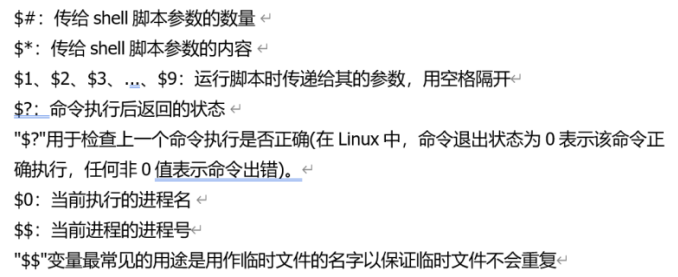 $#：传给 shell 脚本参数的数量
$*：传给 shell 脚本参数的内容
$1、$2、$3、...、$9：运行脚本时传递给其的参数，用空格隔开
$?：命令执行后返回的状态
"$?"用于检查上一个命令执行是否正确(在 Linux 中，命令退出状态为 0 表示该命令正
确执行，任何非 0 值表示命令出错)。
$0：当前执行的进程名
$$：当前进程的进程号
"$$"变量最常见的用途是用作临时文件的名字以保证临时文件不会重复